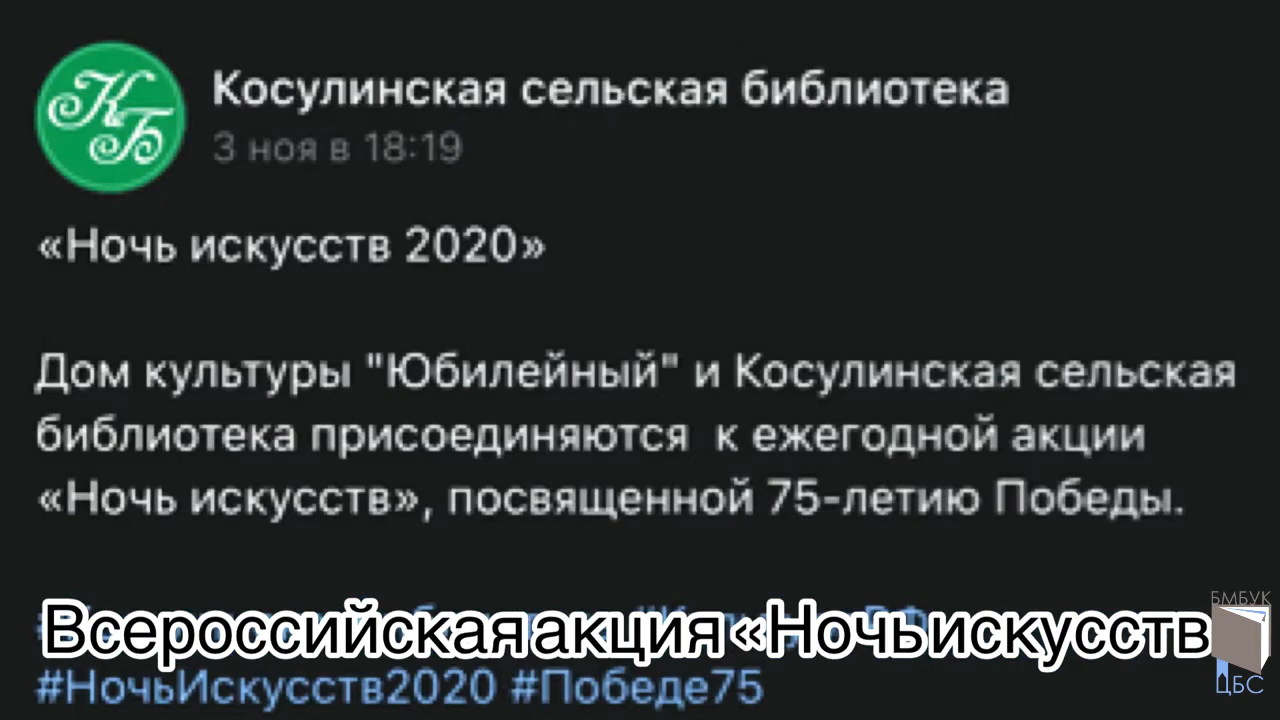 КБ
Косулинская сельская библиотека
3 ноя в 18:19
«Ночь искусств 2020»
Дом культуры "Юбилейный" и Косулинская сельская
библиотека присоединяются к ежегодной акции
«Ночь искусств», посвященной 75-летию Победы.
Всероссийская акция «Ночь искусств
#НочьИскусств2020 #Победе75
БМБУК
ЦБС